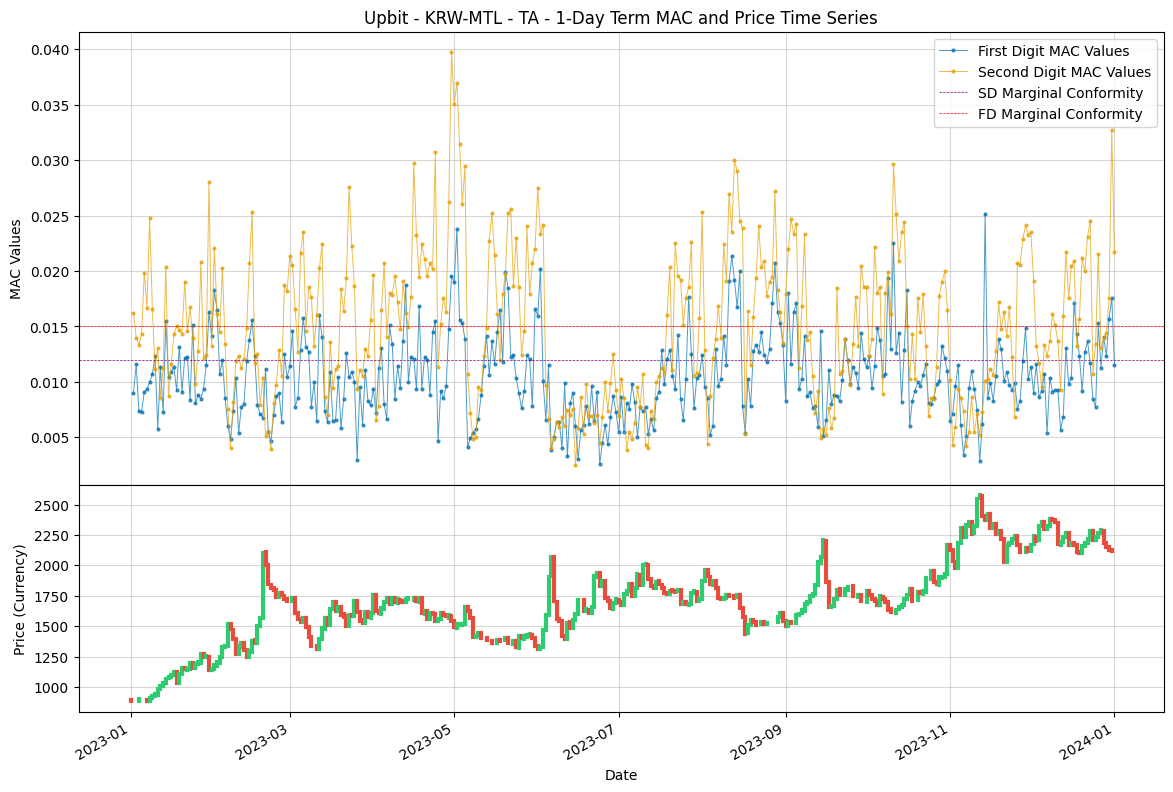 Upbit - KRW-MTL - TA - 1-Day Term MAC and Price Time Series
First Digit MAC Values
Second Digit MAC Values
SD Marginal Conformity
FD Marginal Conformity
MAC Values
0.040
0.035
0.030
0.025
0.020
0.015
0.010
0.005
Price (Currency)
2500
2250
2000
1750
1500
1250
1000
2023-01
2023-03
2023-05
2023-07
2023-09
2023-11
2024-01
Date